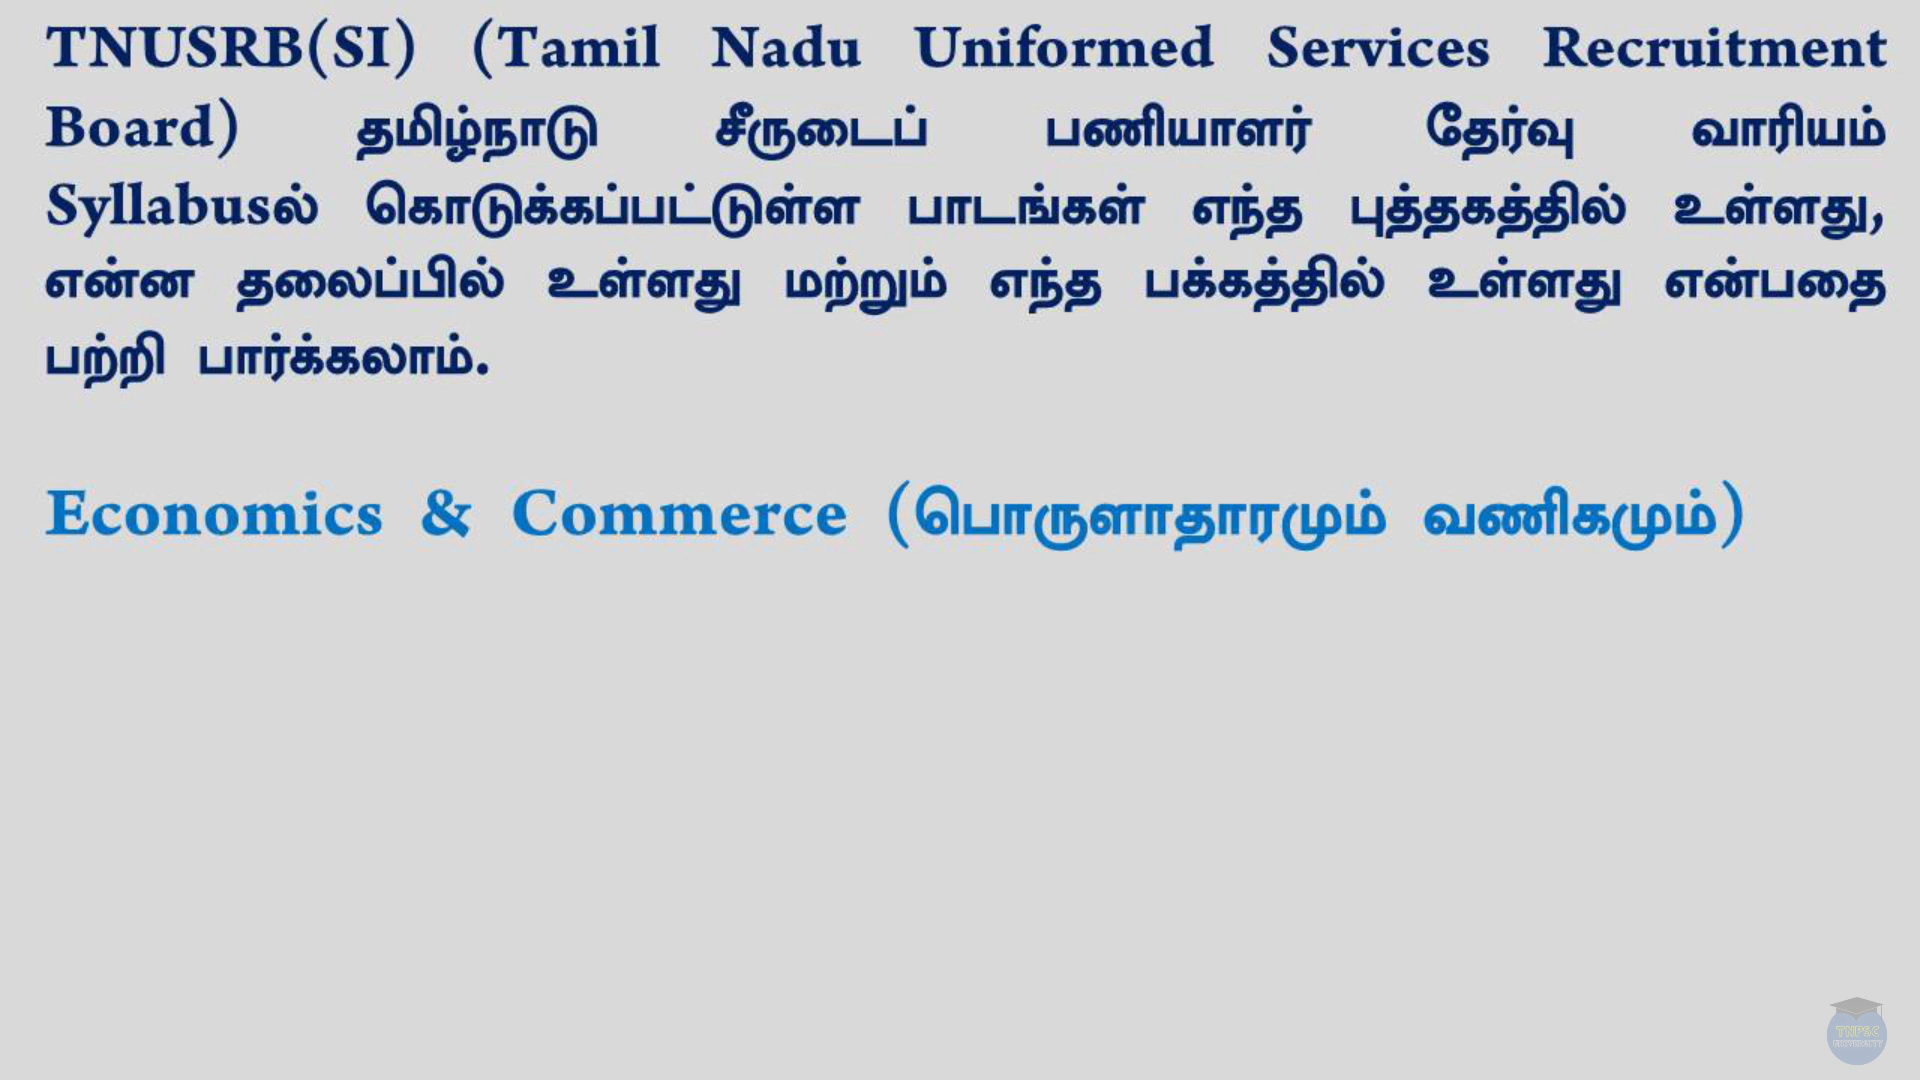 TNUSRB(SI) (Tamil Nadu Uniformed Services Recruitment
Board) தமிழ்நாடு சீருடைப் பணியாளர் தேர்வு வாரியம்
Syllabusல் கொடுக்கப்பட்டுள்ள பாடங்கள் எந்த புத்தகத்தில் உள்ளது,
என்ன தலைப்பில் உள்ளது மற்றும் எந்த பக்கத்தில் உள்ளது என்பதை
பற்றி பார்க்கலாம்.
Economics & Commerce (பொருளாதாரமும் வணிகமும்)
TNPSC
UNIVERSITY